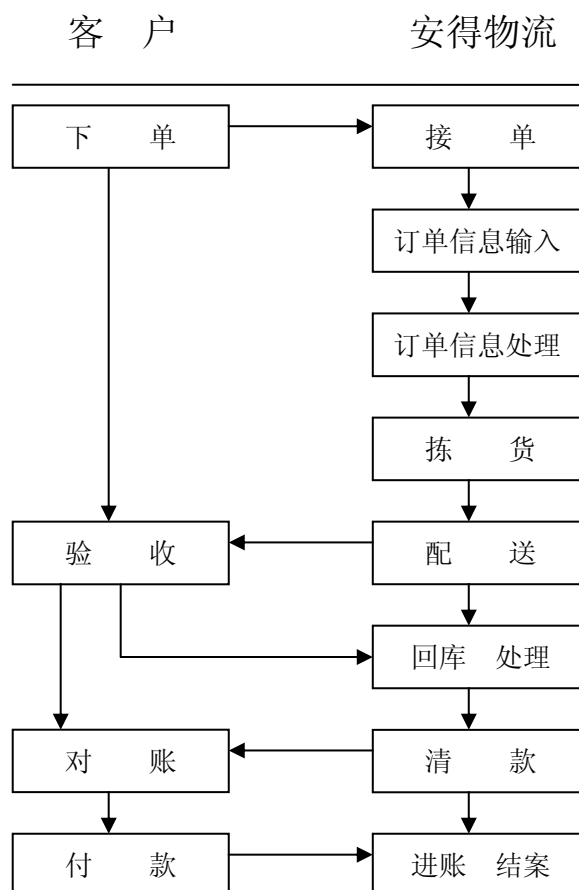 客 户 安得物流
下 单 接 单
订单信息输入
订单信息处理
拣 货
验 收 配 送
回库 处理
对 账 清 款
付 款 进账 结案